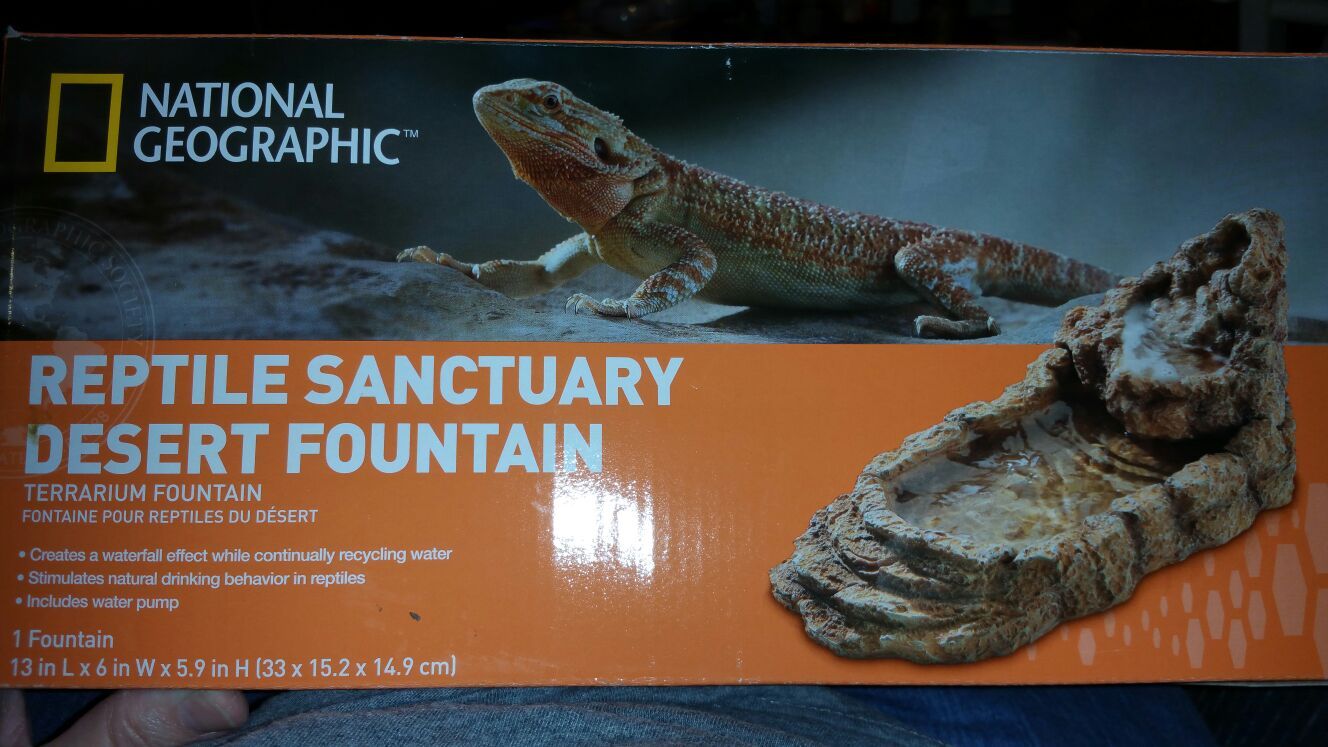 NATIONAL
GEOGRAPHIC™
REPTILE SANCTUARY
DESERT FOUNTAIN
TERRARIUM FOUNTAIN
FONTAINE POUR REPTILES DU DÉSERT
• Creates a waterfall effect while continually recycling water
• Stimulates natural drinking behavior in reptiles
• Includes water pump
1 Fountain
13 in L x 6 in W x 5.9 in H (33 x 15.2 x 14.9 cm)